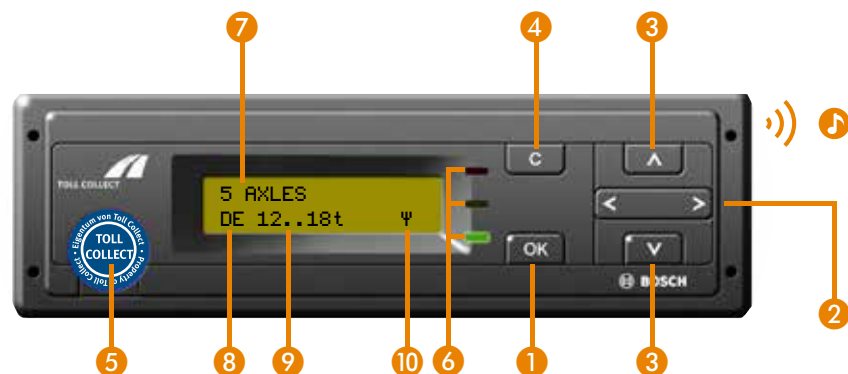 7
4
3
C
∧
TOLL COLLECT
5 AXLES
DE 12..18t Ψ
< >
Eigentum von Toll Collect • Property of Toll Collect •
TOLL
COLLECT
OK
∨
BOSCH
2
5
8
9
10
6
1
3